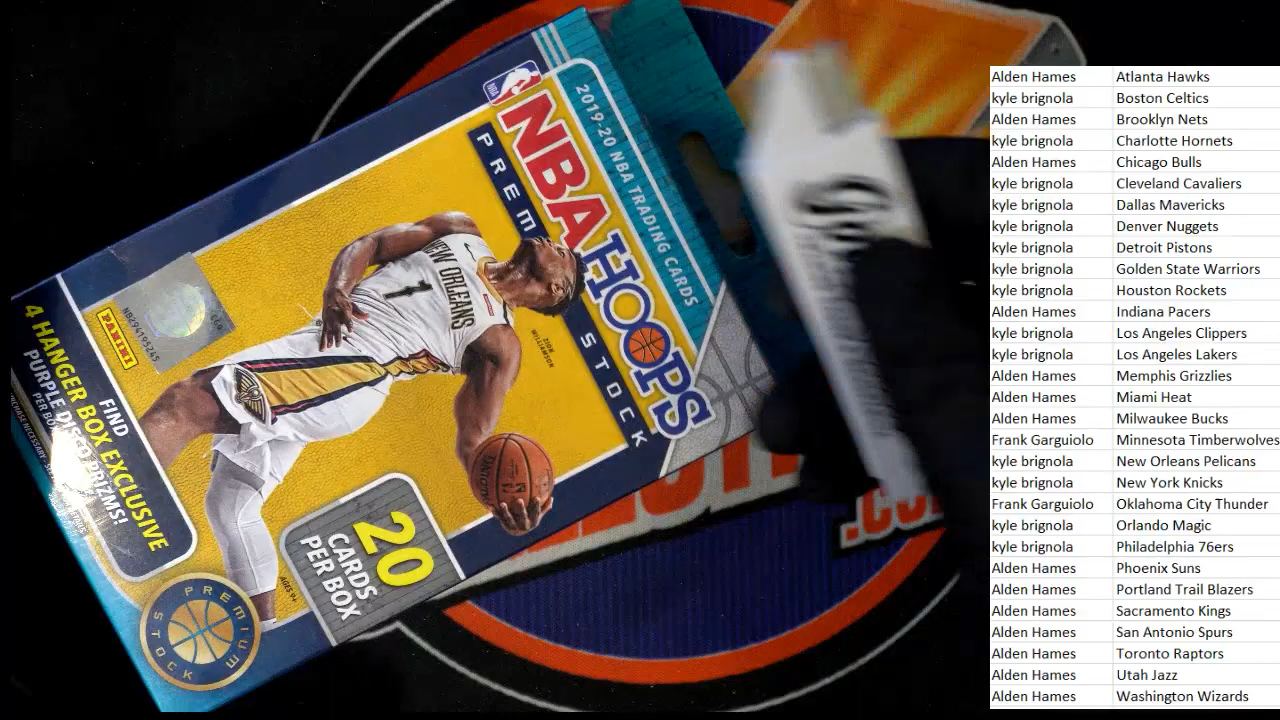 NBA
2019-20 NBA TRADING CARDS
NBA HOOPS
PREM STOCK
NEW ORLEANS
1
ZION
WILLIAMSON
PANINI
FIND
4 HANGER BOX EXCLUSIVE
PURPLE DISCO PRIZMS!
PER BO
20
CARDS
PER BOX
AGES 9+
PREMIUM
STOCK
.CO
Alden Hames Atlanta Hawks
kyle brignola Boston Celtics
Alden Hames Brooklyn Nets
kyle brignola Charlotte Hornets
Alden Hames Chicago Bulls
kyle brignola Cleveland Cavaliers
kyle brignola Dallas Mavericks
kyle brignola Denver Nuggets
kyle brignola Detroit Pistons
kyle brignola Golden State Warriors
kyle brignola Houston Rockets
Alden Hames Indiana Pacers
kyle brignola Los Angeles Clippers
kyle brignola Los Angeles Lakers
Alden Hames Memphis Grizzlies
Alden Hames Miami Heat
Alden Hames Milwaukee Bucks
Frank Garguiolo Minnesota Timberwolves
kyle brignola New Orleans Pelicans
kyle brignola New York Knicks
Frank Garguiolo Oklahoma City Thunder
kyle brignola Orlando Magic
kyle brignola Philadelphia 76ers
Alden Hames Phoenix Suns
Alden Hames Portland Trail Blazers
Alden Hames Sacramento Kings
Alden Hames San Antonio Spurs
Alden Hames Toronto Raptors
Alden Hames Utah Jazz
Alden Hames Washington Wizards